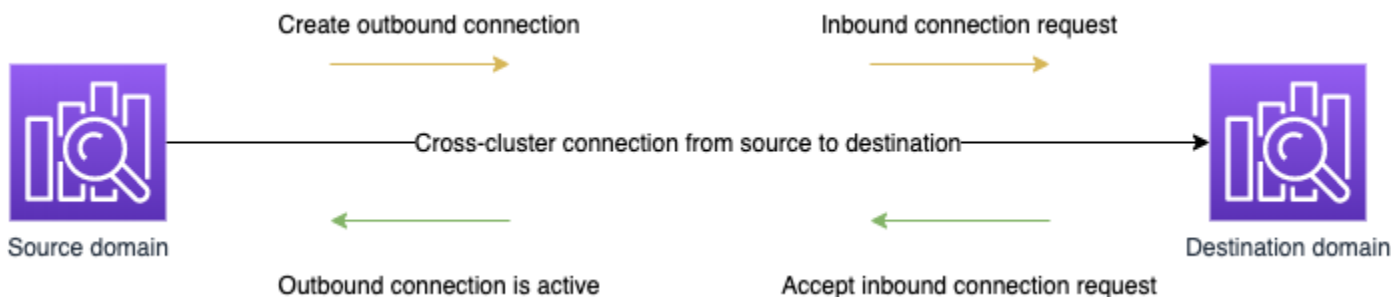 Create outbound connection
Inbound connection request
Cross-cluster connection from source to destination
Source domain
Destination domain
Outbound connection is active
Accept inbound connection request